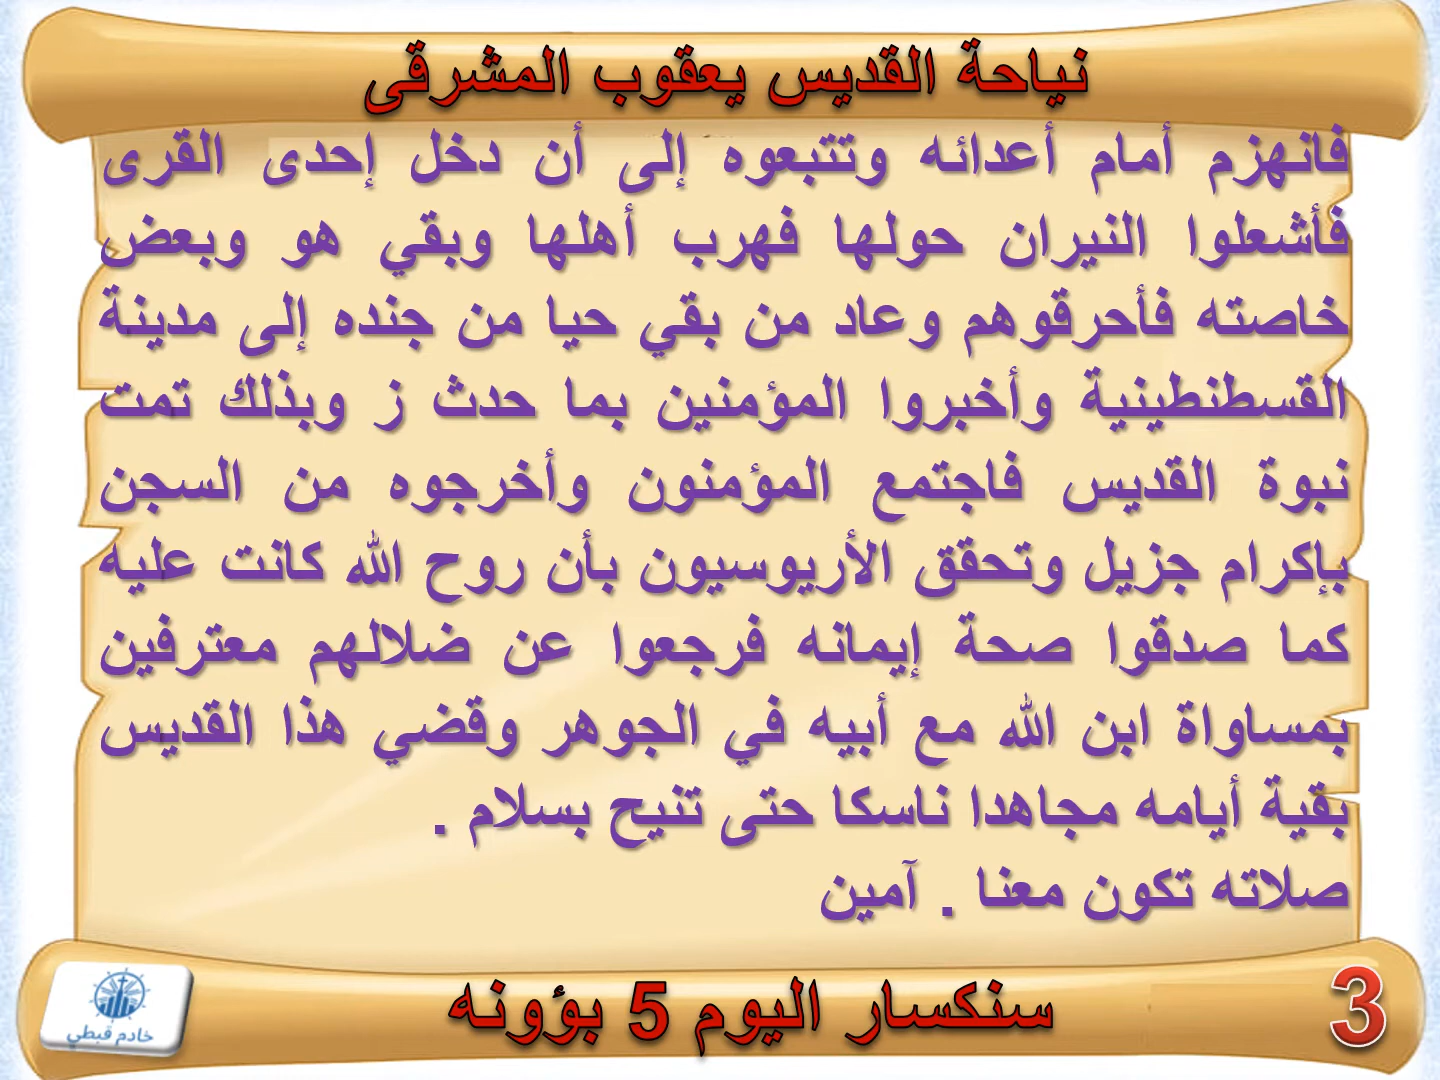 نياحة القديس يعقوب المشرقى
فانهزم أمام أعدائه وتتبعوه إلى أن دخل إحدى القرى
فأشعلوا النيران حولها فهرب أهلها وبقي هو وبعض
خاصته فأحرقوهم وعاد من بقي حيا من جنده إلى مدينة
القسطنطينية وأخبروا المؤمنين بما حدث ز وبذلك تمت
نبوة القديس فاجتمع المؤمنون وأخرجوه من السجن
بإكرام جزيل وتحقق الأريوسيون بأن روح الله كانت عليه
كما صدقوا صحة إيمانه فرجعوا عن ضلالهم معترفين
بمساواة ابن الله مع أبيه في الجوهر وقضي هذا القديس
بقية أيامه مجاهدا ناسكا حتى تنيح بسلام .
صلاته تكون معنا . آمين
سنكسار اليوم 5 بؤونه
3
خادم قبطي